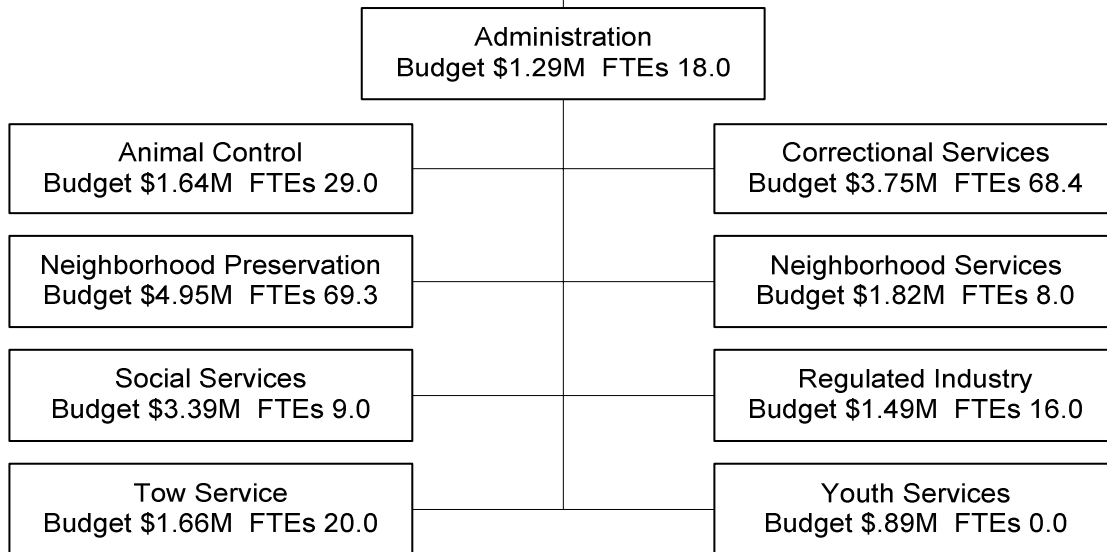 Administration
Budget $1.29M  FTEs 18.0
Animal Control
Budget $1.64M  FTEs 29.0
Correctional Services
Budget $3.75M  FTEs 68.4
Neighborhood Preservation
Budget $4.95M  FTEs 69.3
Neighborhood Services
Budget $1.82M  FTEs 8.0
Social Services
Budget $3.39M  FTEs 9.0
Regulated Industry
Budget $1.49M  FTEs 16.0
Tow Service
Budget $1.66M  FTEs 20.0
Youth Services
Budget $.89M  FTEs 0.0